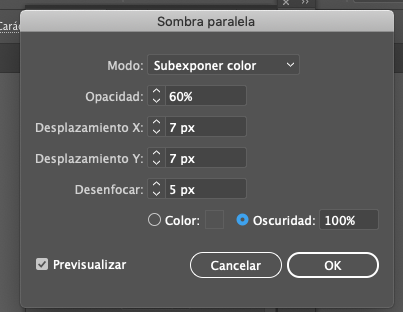 Sombra paralela
Carác
Modo: Subexponer color
Opacidad: 60%
Desplazamiento X: 7 px
Desplazamiento Y: 7 px
Desenfocar: 5 px
Color: Oscuridad: 100%
Previsualizar Cancelar OK